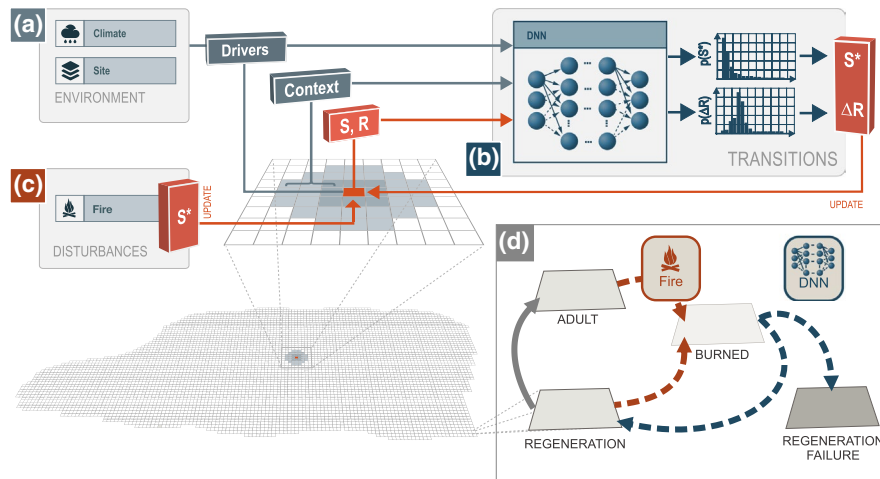 (a)
Climate
Site
ENVIRONMENT
Drivers
Context
S, R
(b)
DNN
p(S*)
p(ΔR)
S*
ΔR
TRANSITIONS
UPDATE
(c)
Fire
S*
UPDATE
DISTURBANCES
(d)
Fire
DNN
ADULT
BURNED
REGENERATION
REGENERATION
FAILURE